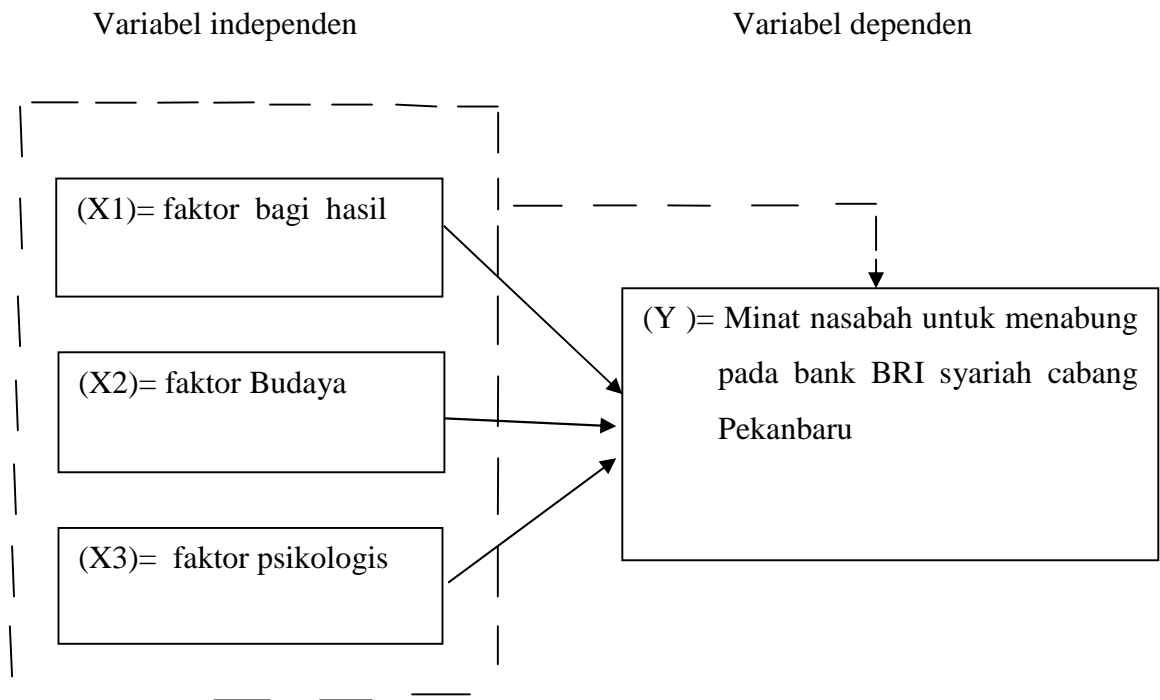 Variabel independen
Variabel dependen
(X1)= faktor bagi hasil
(X2)= faktor Budaya
(X3)= faktor psikologis
(Y )= Minat nasabah untuk menabung
pada bank BRI syariah cabang
Pekanbaru